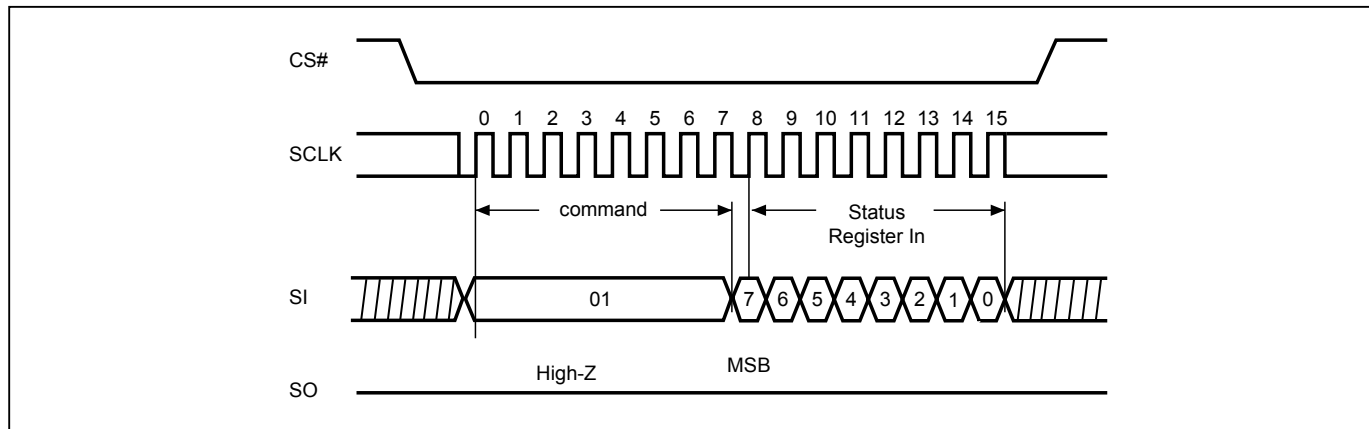 CS#
0 1 2 3 4 5 6 7 8 9 10 11 12 13 14 15
SCLK
command
Status
Register In
SI
01
7 6 5 4 3 2 1 0
High-Z
MSB
SO